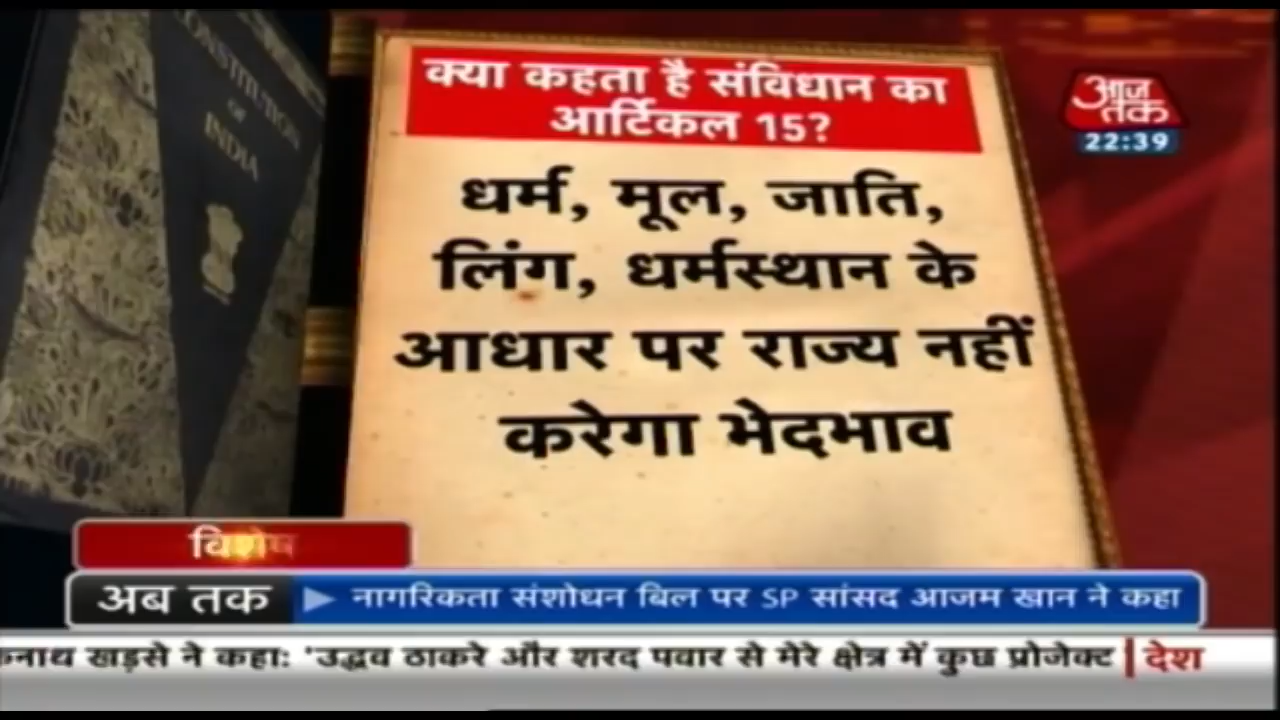 CONSTITUTION
OF
INDIA
क्या कहता है संविधान का
आर्टिकल 15?
आज
तक
22:39
धर्म, मूल, जाति,
लिंग, धर्मस्थान के
आधार पर राज्य नहीं
करेगा भेदभाव
विशेष
अब तक ▶ नागरिकता संशोधन बिल पर SP सांसद आजम खान ने कहा
खड़से ने कहा: 'उद्धव ठाकरे और शरद पवार से मेरे क्षेत्र में कुछ प्रोजेक्ट | देश